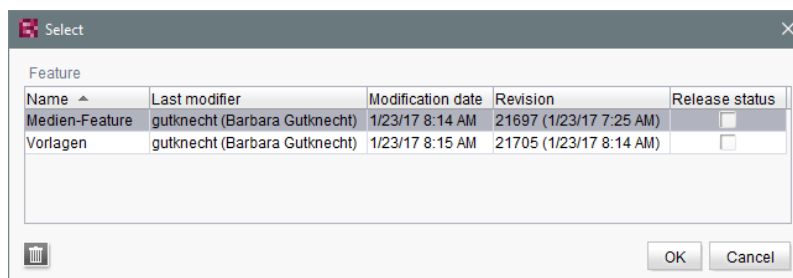 Select
Feature
Name Last modifier Modification date Revision Release status
Medien-Feature gutknecht (Barbara Gutknecht) 1/23/17 8:14 AM 21697 (1/23/17 7:25 AM)
Vorlagen gutknecht (Barbara Gutknecht) 1/23/17 8:15 AM 21705 (1/23/17 8:14 AM)
OK Cancel